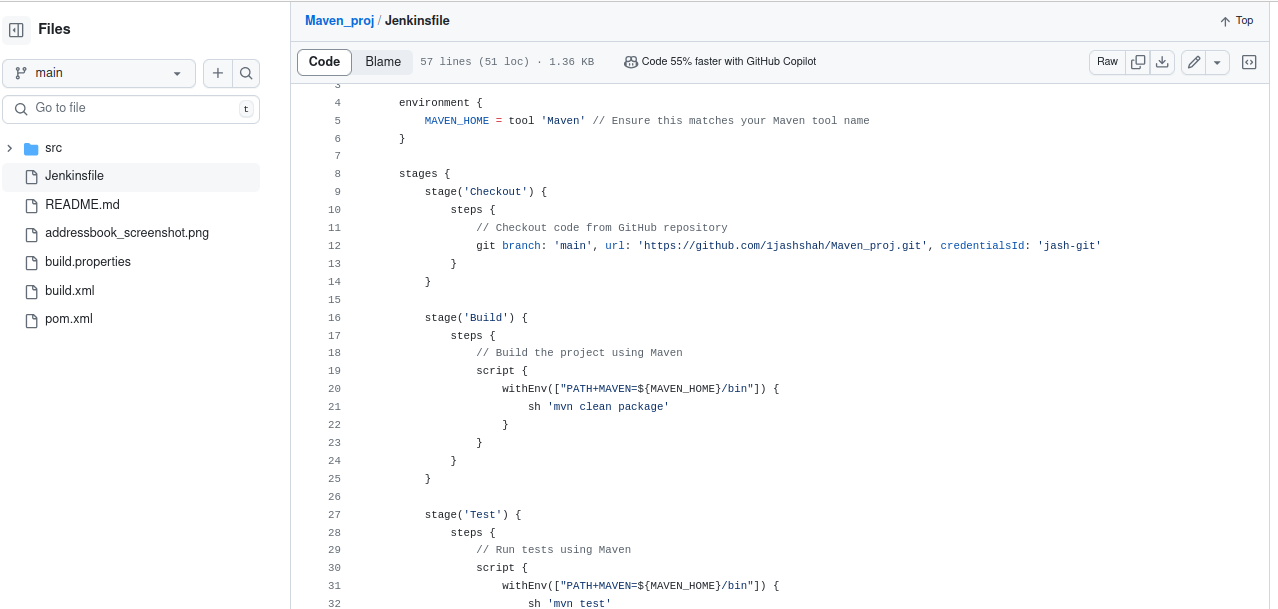 Files
main
Go to file
t
src
Jenkinsfile
README.md
addressbook_screenshot.png
build.properties
build.xml
pom.xml
Maven_proj / Jenkinsfile
Top
Code Blame 57 lines (51 loc) · 1.36 KB Code 55% faster with GitHub Copilot Raw
3
4 environment {
5 MAVEN_HOME = tool 'Maven' // Ensure this matches your Maven tool name
6 }
7
8 stages {
9 stage('Checkout') {
10 steps {
11 // Checkout code from GitHub repository
12 git branch: 'main', url: 'https://github.com/1jashshah/Maven_proj.git', credentialsId: 'jash-git'
13 }
14 }
15
16 stage('Build') {
17 steps {
18 // Build the project using Maven
19 script {
20 withEnv(["PATH+MAVEN=${MAVEN_HOME}/bin"]) {
21 sh 'mvn clean package'
22 }
23 }
24 }
25 }
26
27 stage('Test') {
28 steps {
29 // Run tests using Maven
30 script {
31 withEnv(["PATH+MAVEN=${MAVEN_HOME}/bin"]) {
32 sh 'mvn test'